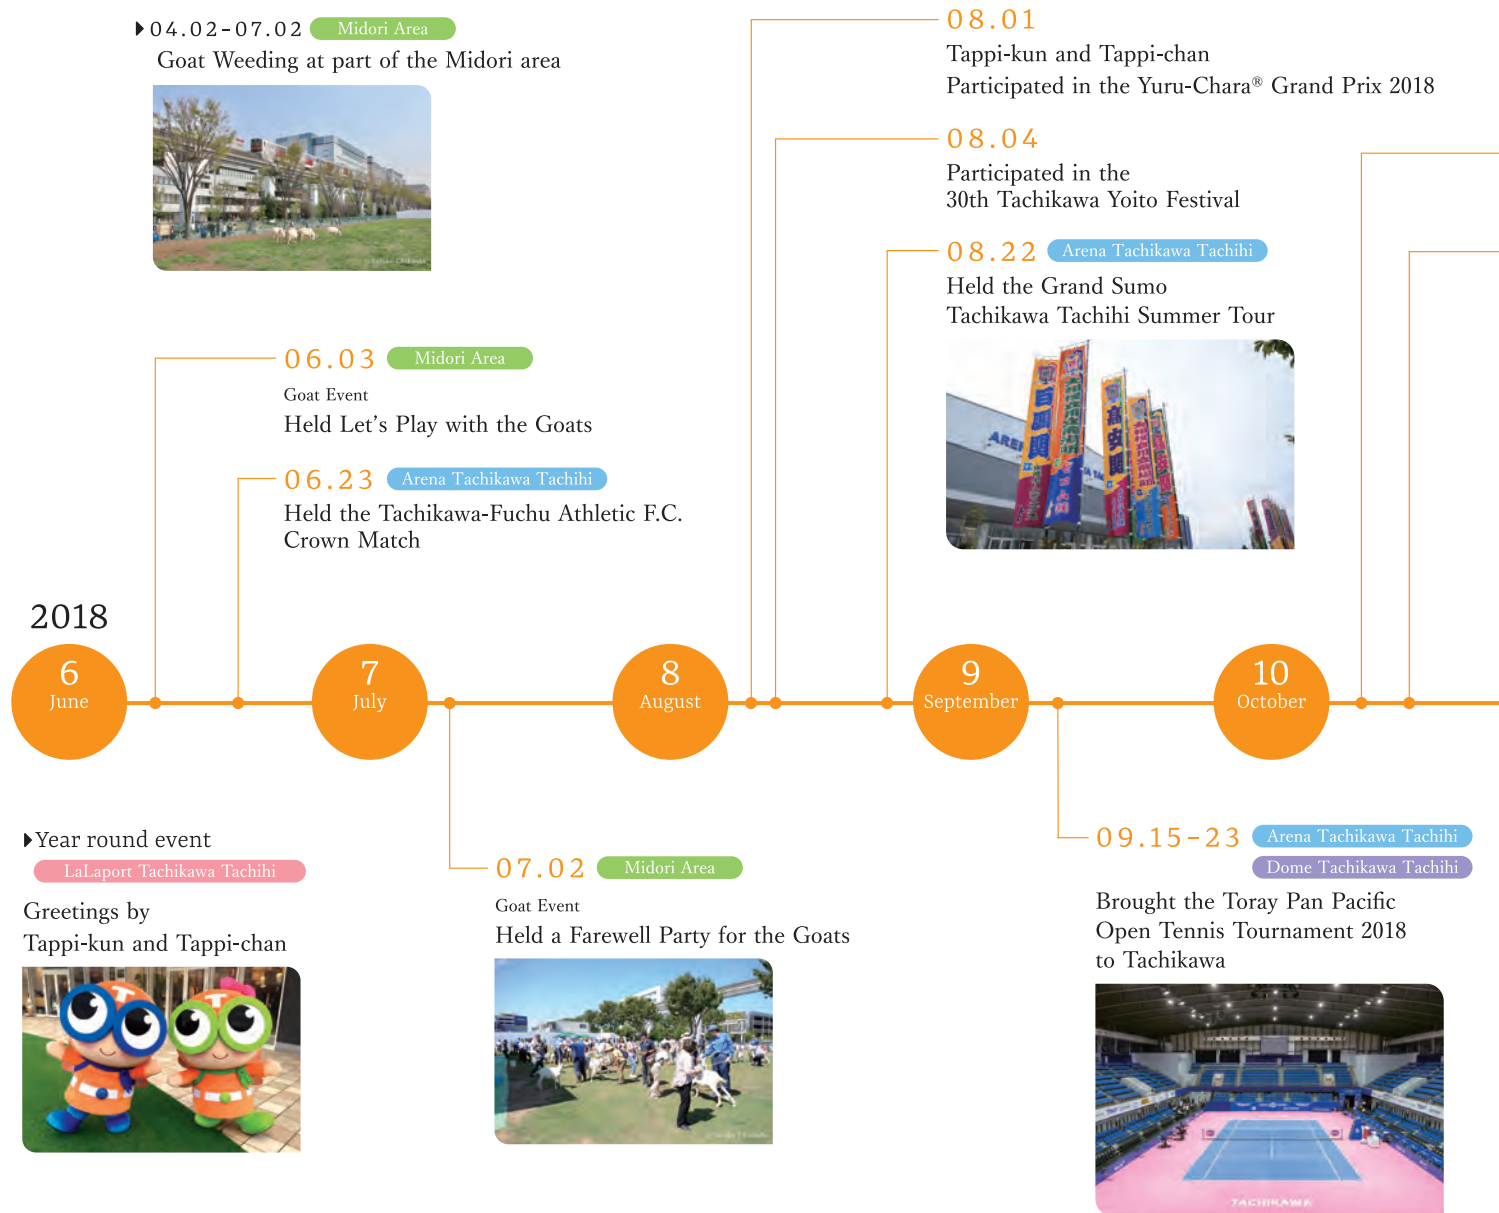 04.02-07.02 Midori Area
Goat Weeding at part of the Midori area
06.03 Midori Area
Goat Event
Held Let's Play with the Goats
06.23 Arena Tachikawa Tachihi
Held the Tachikawa-Fuchu Athletic F.C.
Crown Match
08.01
Tappi-kun and Tappi-chan
Participated in the Yuru-Chara® Grand Prix 2018
08.04
Participated in the
30th Tachikawa Yoito Festival
08.22 Arena Tachikawa Tachihi
Held the Grand Sumo
Tachikawa Tachihi Summer Tour
髙安関
2018
6
June
7
July
8
August
9
September
10
October
Year round event
LaLaport Tachikawa Tachihi
Greetings by
Tappi-kun and Tappi-chan
T
T
07.02 Midori Area
Goat Event
Held a Farewell Party for the Goats
09.15-23 Arena Tachikawa Tachihi
Dome Tachikawa Tachihi
Brought the Toray Pan Pacific
Open Tennis Tournament 2018
to Tachikawa
TACHIKAWA